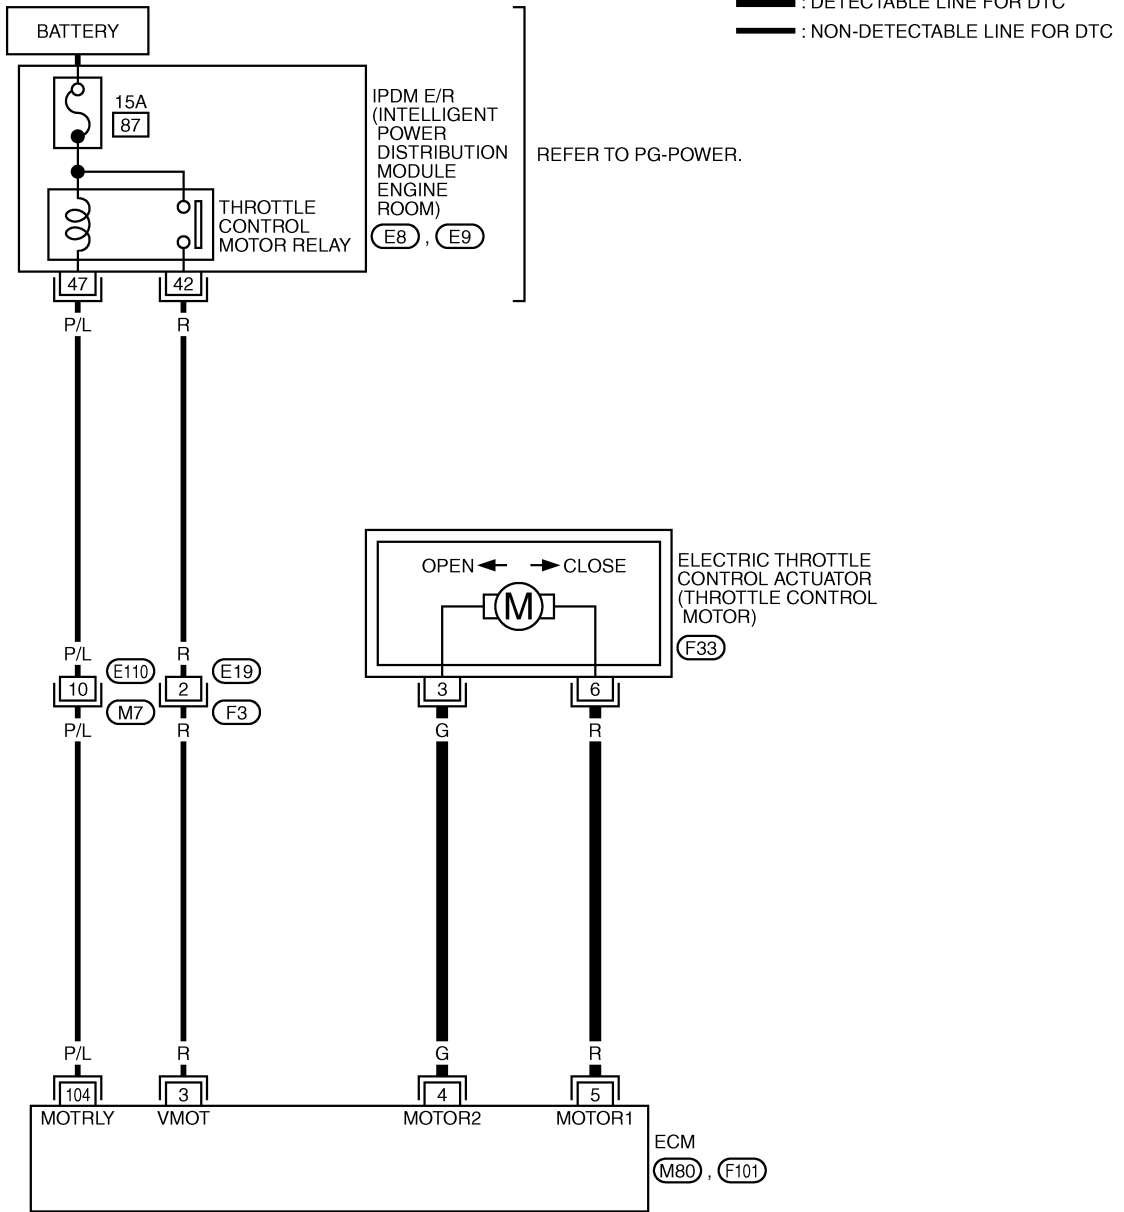 : DETECTABLE LINE FOR DTC
: NON-DETECTABLE LINE FOR DTC
BATTERY
15A
87
IPDM E/R
(INTELLIGENT
POWER
DISTRIBUTION
MODULE
ENGINE
ROOM)
E8 , E9
REFER TO PG-POWER.
THROTTLE
CONTROL
MOTOR RELAY
47 42
P/L R
OPEN CLOSE
M
ELECTRIC THROTTLE
CONTROL ACTUATOR
(THROTTLE CONTROL
MOTOR)
F33
P/L R
E110 E19
10 2
M7 F3
P/L R
3 6
G R
P/L R G R
104 3 4 5
MOTRLY VMOT MOTOR2 MOTOR1
ECM
M80 , F101